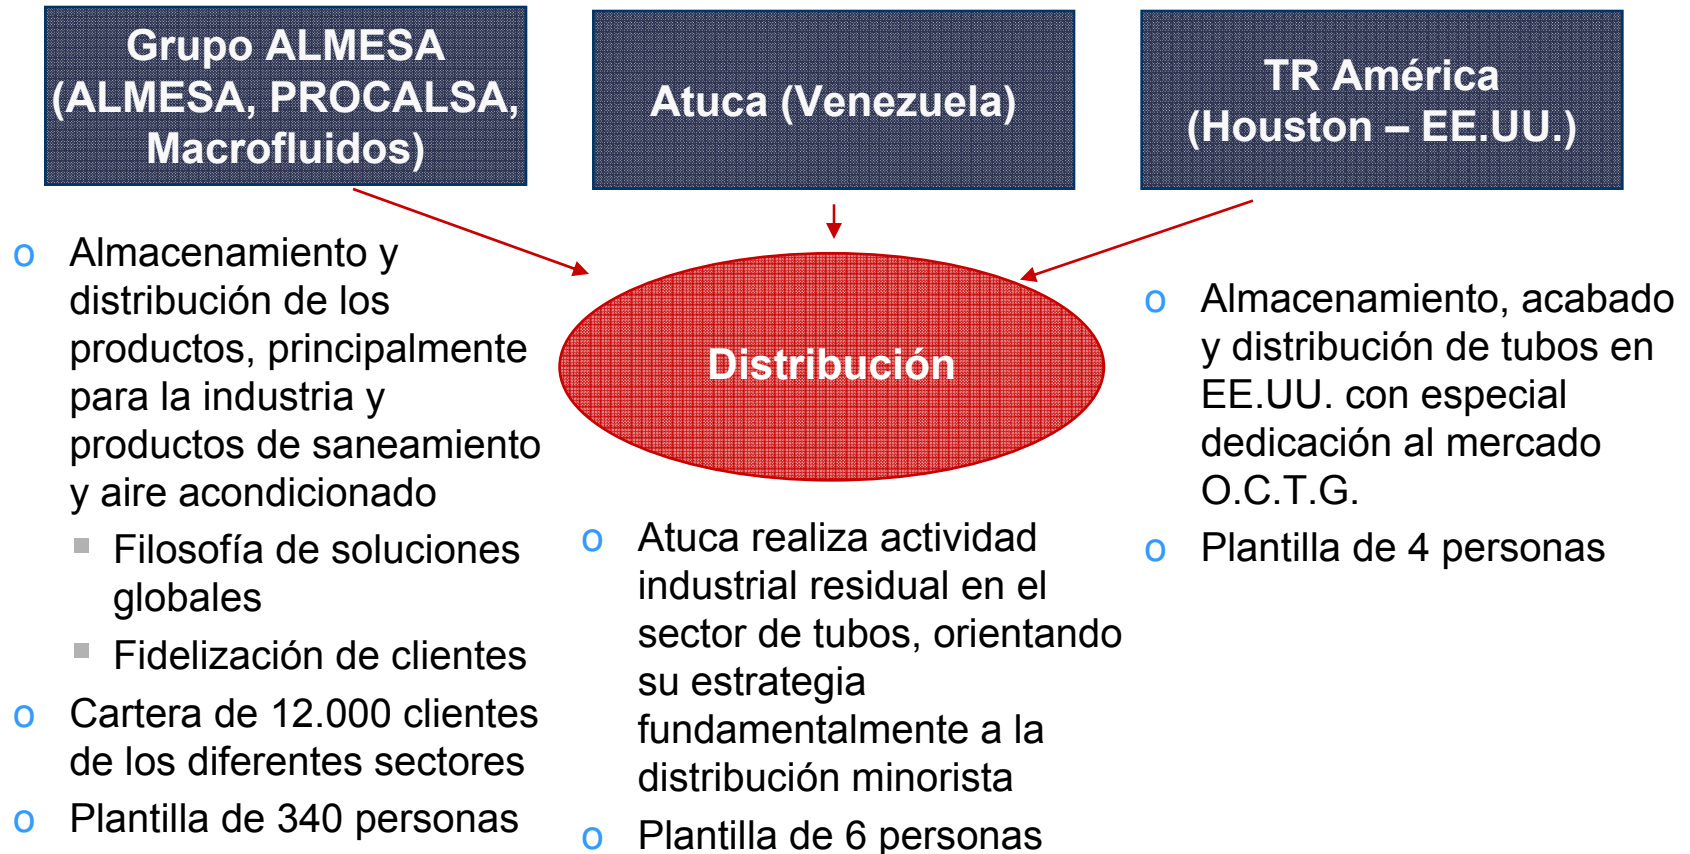 Grupo ALMESA
(ALMESA, PROCALSA,
Macrofluidos)
Atuca (Venezuela)
TR América
(Houston – EE.UU.)
Distribución
o Almacenamiento y
distribución de los
productos, principalmente
para la industria y
productos de saneamiento
y aire acondicionado
▪ Filosofía de soluciones
globales
▪ Fidelización de clientes
o Cartera de 12.000 clientes
de los diferentes sectores
o Plantilla de 340 personas
o Atuca realiza actividad
industrial residual en el
sector de tubos, orientando
su estrategia
fundamentalmente a la
distribución minorista
o Plantilla de 6 personas
o Almacenamiento, acabado
y distribución de tubos en
EE.UU. con especial
dedicación al mercado
O.C.T.G.
o Plantilla de 4 personas